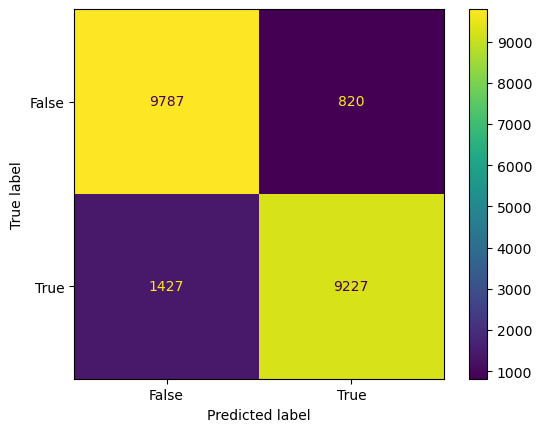 9000
False
9787
820
8000
7000
6000
True label
5000
4000
True
1427
9227
3000
2000
1000
False
True
Predicted label